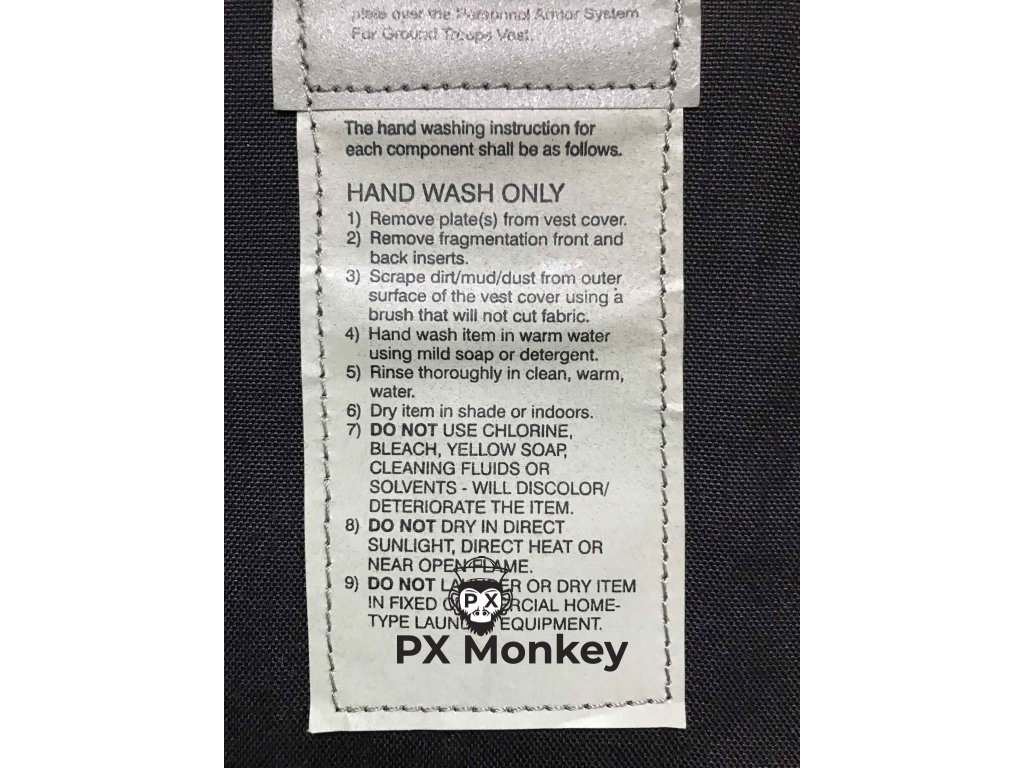 plate over the Personnel Armor System
For Ground Troops Vest.
The hand washing instruction for
each component shall be as follows.
HAND WASH ONLY
1) Remove plate(s) from vest cover.
2) Remove fragmentation front and
back inserts.
3) Scrape dirt/mud/dust from outer
surface of the vest cover using a
brush that will not cut fabric.
4) Hand wash item in warm water
using mild soap or detergent.
5) Rinse thoroughly in clean, warm,
water.
6) Dry item in shade or indoors.
7) DO NOT USE CHLORINE,
BLEACH, YELLOW SOAP,
CLEANING FLUIDS OR
SOLVENTS - WILL DISCOLOR/
DETERIORATE THE ITEM.
8) DO NOT DRY IN DIRECT
SUNLIGHT, DIRECT HEAT OR
NEAR OPEN FLAME.
9) DO NOT OR DRY ITEM
IN FIXED HOME-
TYPE EQUIPMENT.
PX
PX Monkey